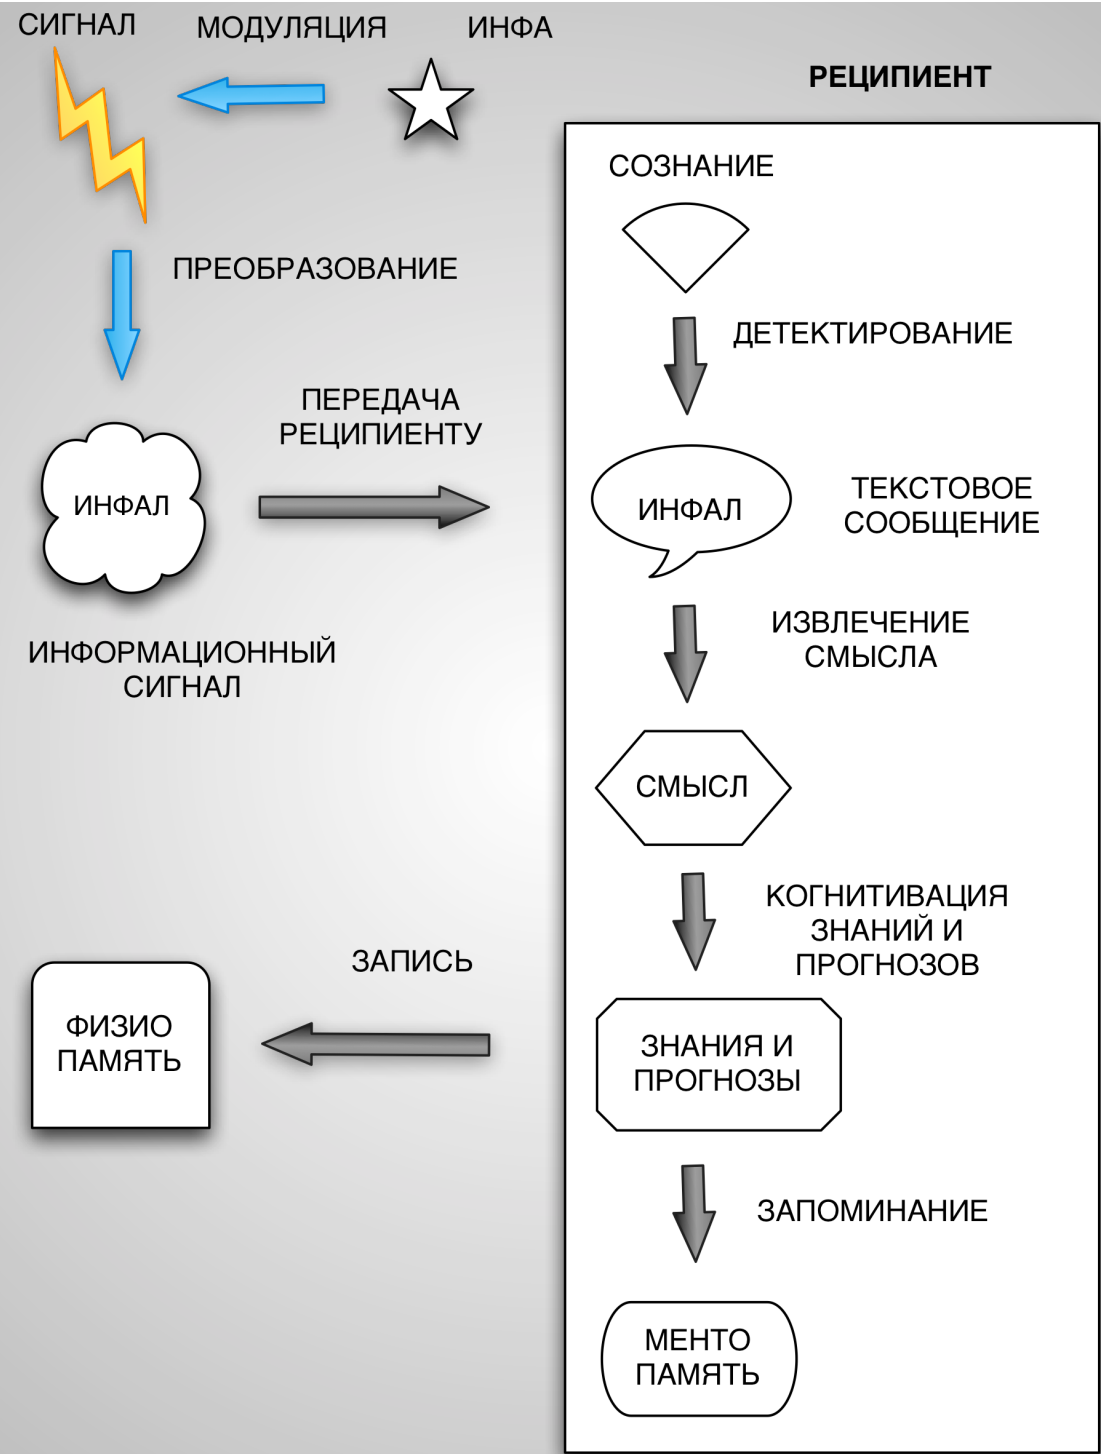 СИГНАЛ
МОДУЛЯЦИЯ
ИНФА
РЕЦИПИЕНТ
СОЗНАНИЕ
ПРЕОБРАЗОВАНИЕ
ДЕТЕКТИРОВАНИЕ
ПЕРЕДАЧА
РЕЦИПИЕНТУ
ИНФАЛ
ИНФАЛ
ТЕКСТОВОЕ
СООБЩЕНИЕ
ИНФОРМАЦИОННЫЙ
СИГНАЛ
ИЗВЛЕЧЕНИЕ
СМЫСЛА
СМЫСЛ
КОГНИТИВАЦИЯ
ЗНАНИЙ И
ПРОГНОЗОВ
ЗАПИСЬ
ФИЗИО
ПАМЯТЬ
ЗНАНИЯ И
ПРОГНОЗЫ
ЗАПОМИНАНИЕ
МЕНТО
ПАМЯТЬ